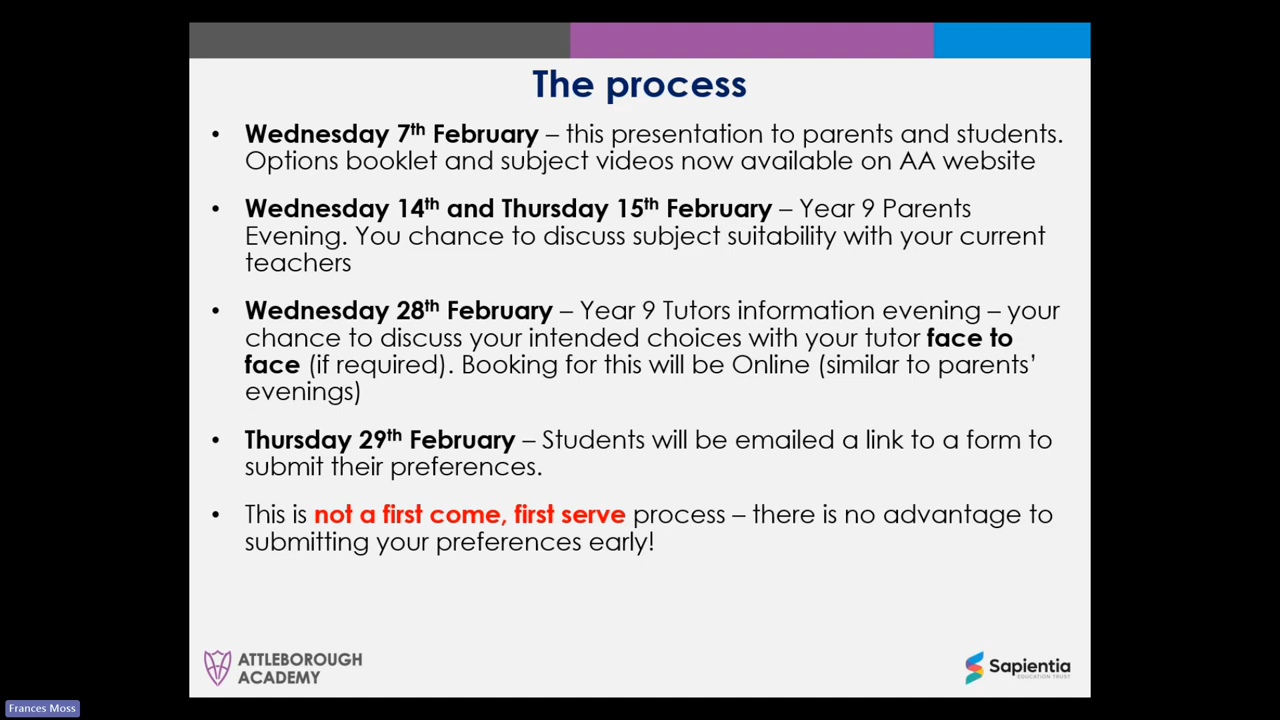 The process
• Wednesday 7th February – this presentation to parents and students.
Options booklet and subject videos now available on AA website
• Wednesday 14th and Thursday 15th February – Year 9 Parents
Evening. You chance to discuss subject suitability with your current
teachers
• Wednesday 28th February – Year 9 Tutors information evening – your
chance to discuss your intended choices with your tutor face to
face (if required). Booking for this will be Online (similar to parents’
evenings)
• Thursday 29th February – Students will be emailed a link to a form to
submit their preferences.
• This is not a first come, first serve process – there is no advantage to
submitting your preferences early!
ATTLEBOROUGH
ACADEMY
Sapientia
EDUCATION TRUST
Frances Moss